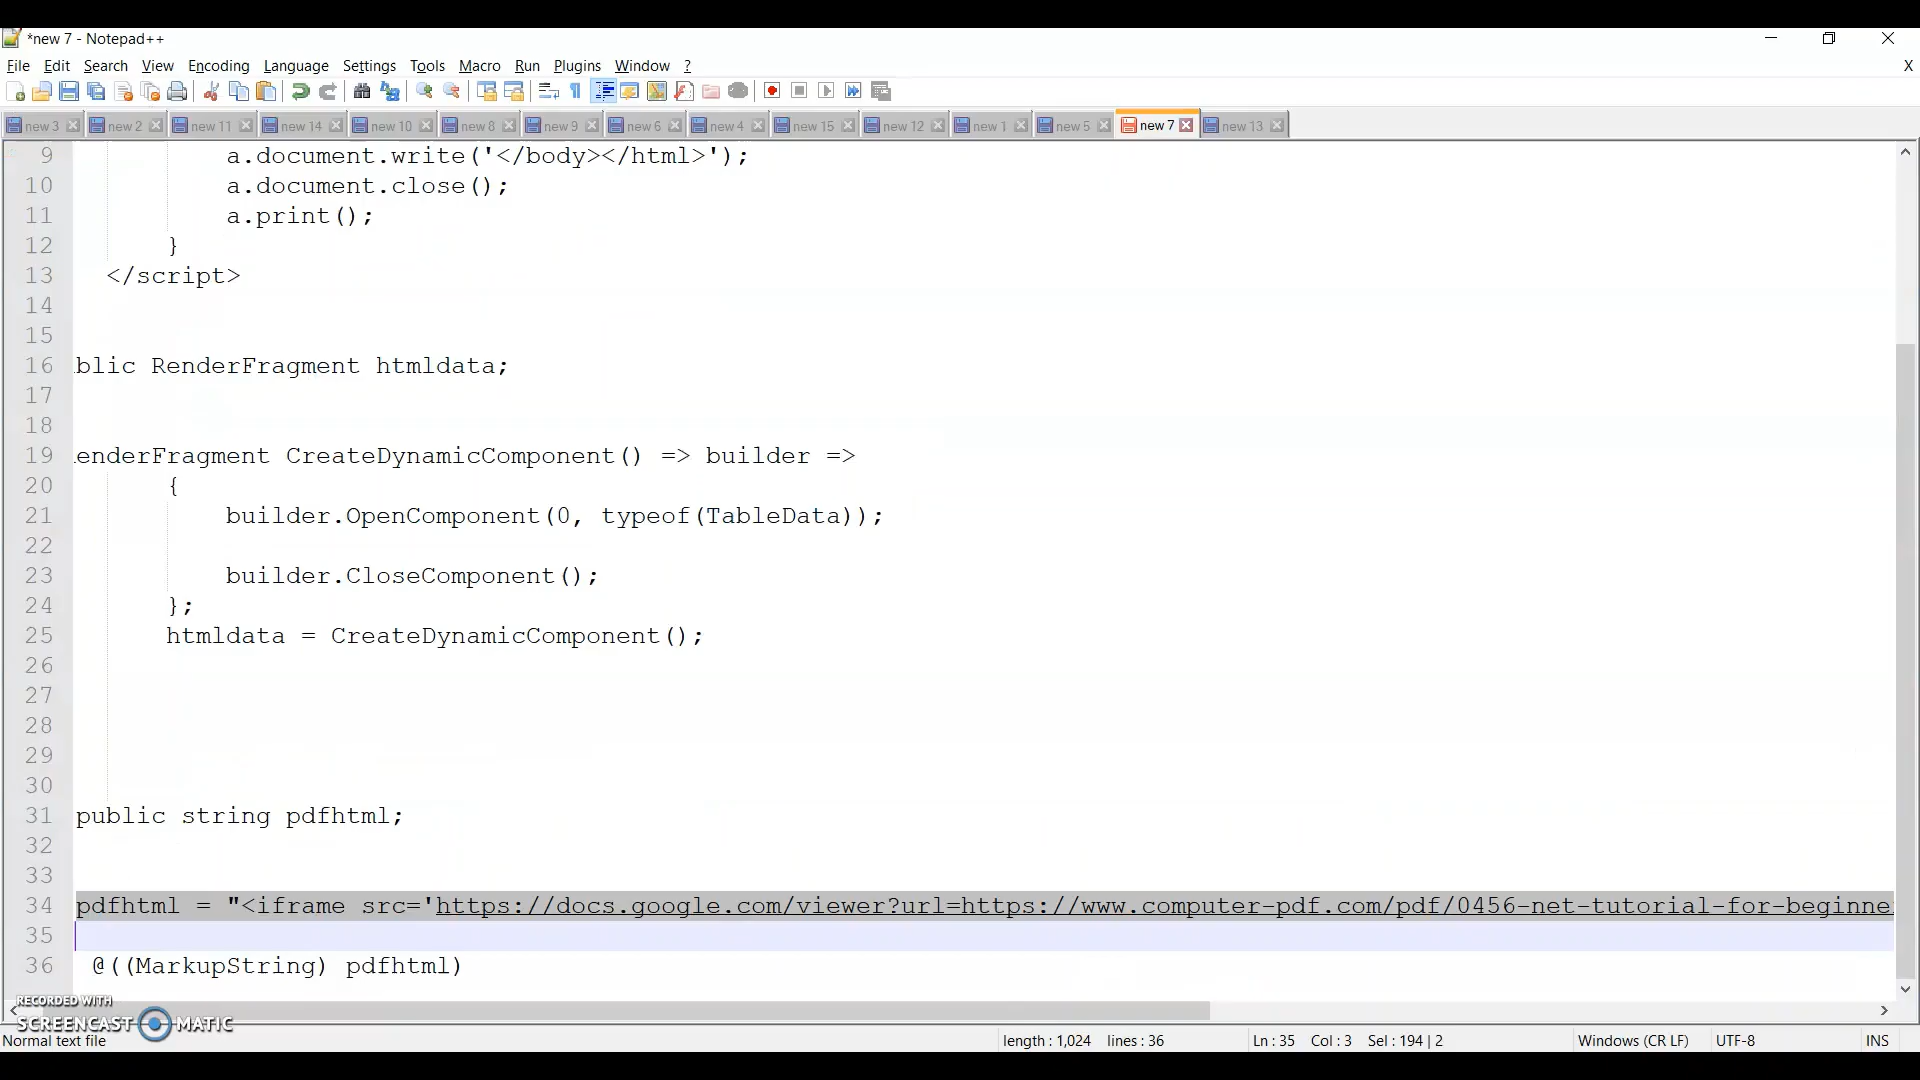 *new 7 - Notepad++
File Edit Search View Encoding Language Settings Tools Macro Run Plugins Window ? X
new 3 new 2 new 11 new 14 new 10 new 8 new 9 new 6 new 4 new 15 new 12 new 1 new 5 new 7 new 13
9 a.document.write('</body></html>');
10 a.document.close();
11 a.print();
12 }
13 </script>
14
15
16 blic RenderFragment htmldata;
17
18
19 enderFragment CreateDynamicComponent() => builder =>
20 {
21 builder.OpenComponent(0, typeof(TableData));
22
23 builder.CloseComponent();
24 };
25 htmldata = CreateDynamicComponent();
26
27
28
29
30
31 public string pdfhtml;
32
33
34 pdfhtml = "<iframe src='https://docs.google.com/viewer?url=https://www.computer-pdf.com/pdf/0456-net-tutorial-for-beginne
35
36 @((MarkupString) pdfhtml)
RECORDED WITH
SCREENCAST MATIC
Normal text file length : 1,024 lines : 36 Ln : 35 Col : 3 Sel : 194 | 2 Windows (CR LF) UTF-8 INS